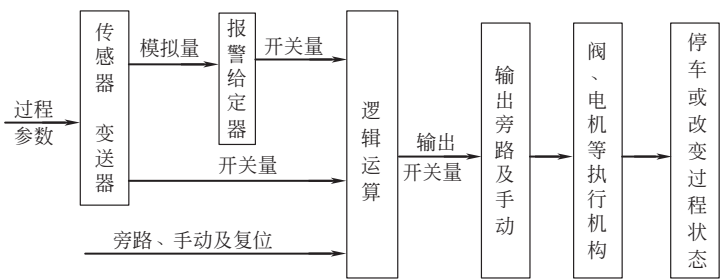 过程
参数
传感器 变送器
模拟量
报警给定器
开关量
开关量
旁路、手动及复位
逻辑运算
输出
开关量
输出旁路及手动
阀、电机等执行机构
停车或改变过程状态